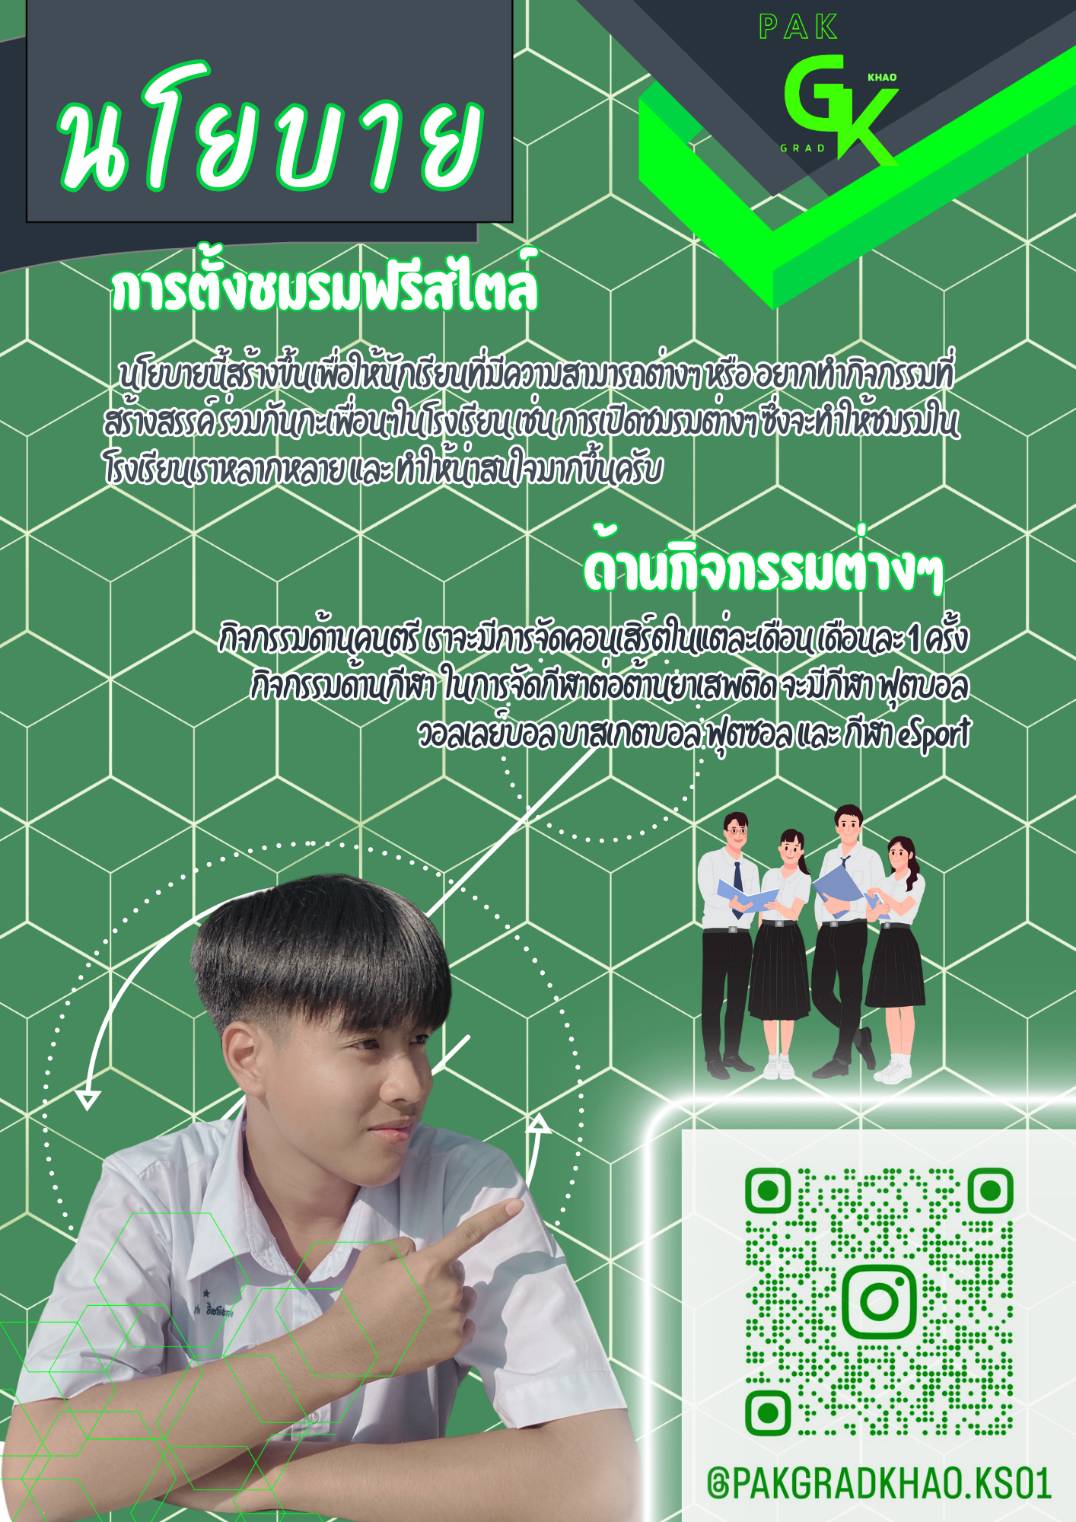 PAK
GK
KHAO
GRAD
นโยบาย
การตั้งชมรมฟรีสไตล์
นโยบายนี้สร้างขึ้นเพื่อให้นักเรียนที่มีความสามารถต่างๆ หรือ อยากทำกิจกรรมที่
สร้างสรรค์ ร่วมกันกะเพื่อนๆในโรงเรียน เช่น การเปิดชมรมต่างๆ ซึ่งจะทำให้ชมรมใน
โรงเรียนเราหลากหลาย และ ทำให้น่าสนใจมากขึ้นครับ
ด้านกิจกรรมต่างๆ
กิจกรรมด้านดนตรี เราจะมีการจัดคอนเสิร์ตในแต่ละเดือน เดือนละ 1 ครั้ง
กิจกรรมด้านกีฬา ในการจัดกีฬาต่อต้านยาเสพติด จะมีกีฬา ฟุตบอล
วอลเลย์บอล บาสเกตบอล ฟุตซอล และ กีฬา eSport
@PAKGRADKHAO.KS01